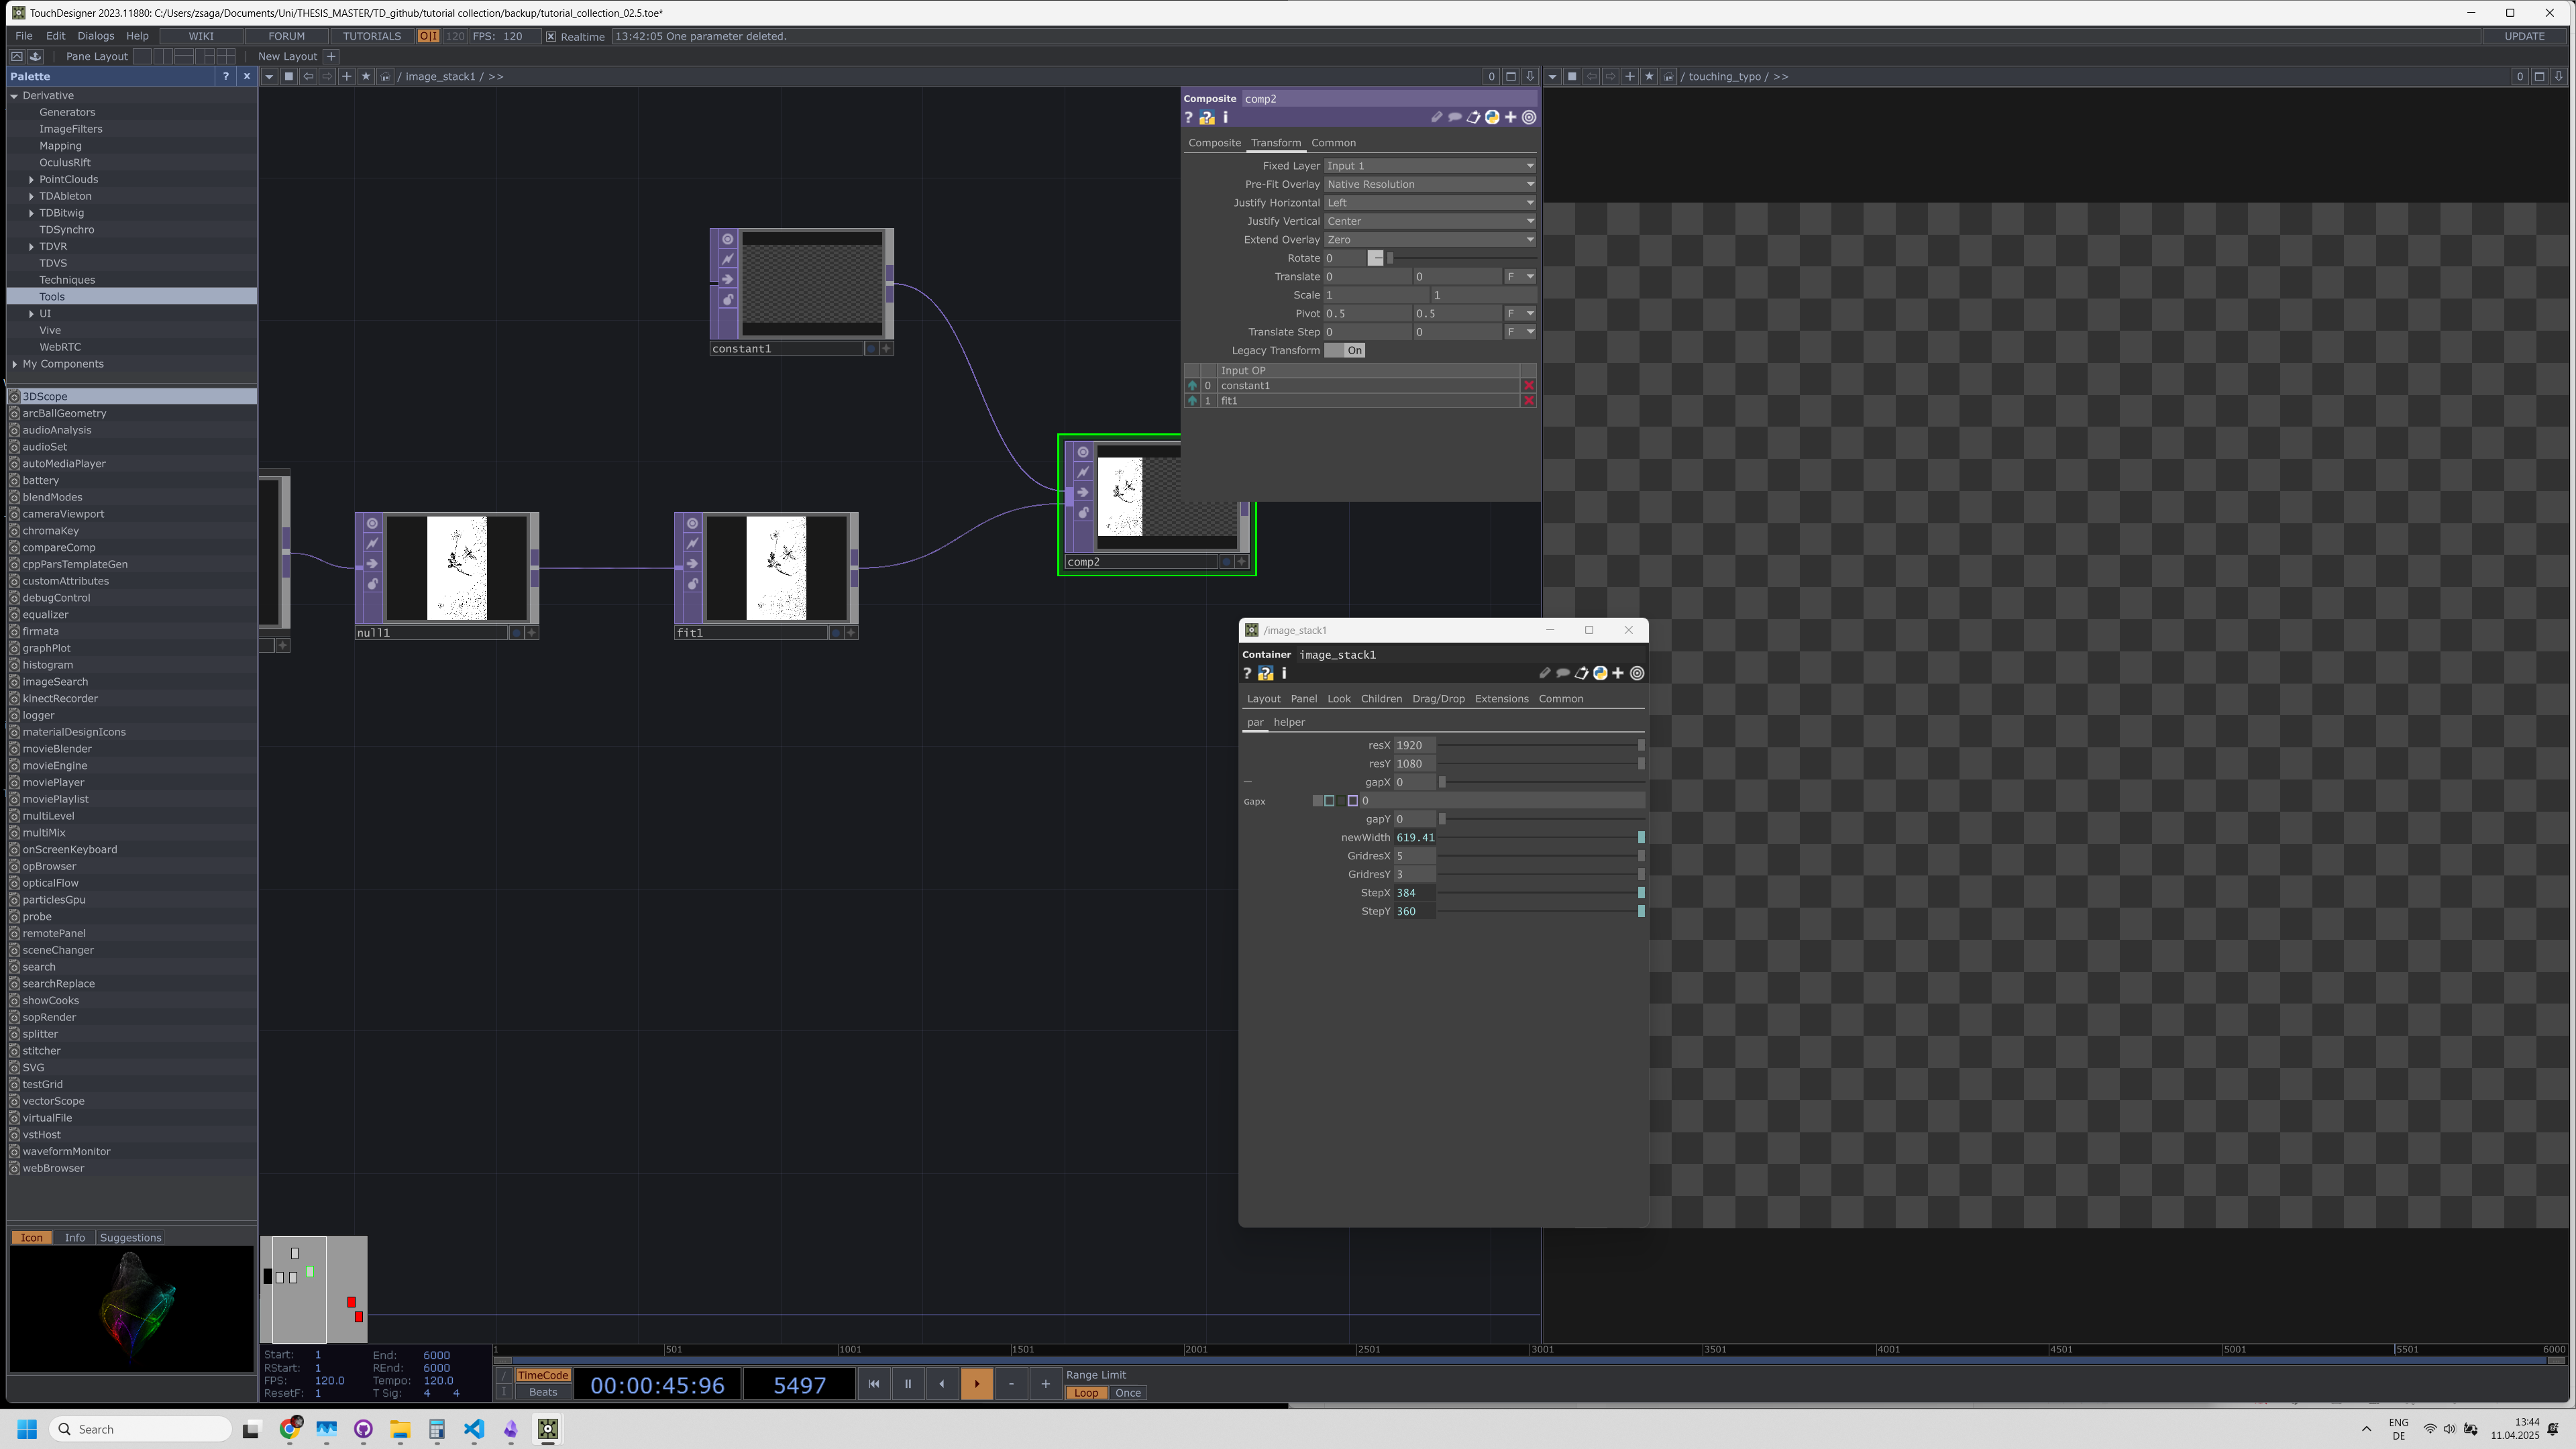 TouchDesigner 2023.11880: C:/Users/zsaga/Documents/Uni/THESIS_MASTER/TD_github/tutorial collection/backup/tutorial_collection_02.5.toe*
File Edit Dialogs Help WIKI FORUM TUTORIALS O|I 120 FPS: 120 Realtime 13:42:05 One parameter deleted. UPDATE
Pane Layout New Layout +
Palette ? x
/ image_stack1 / >> 0
/ touching_typo / >> 0
Derivative
Generators
ImageFilters
Mapping
OculusRift
PointClouds
TDAbleton
TDBitwig
TDSynchro
TDVR
TDVS
Techniques
Tools
UI
Vive
WebRTC
My Components
3DScope
arcBallGeometry
audioAnalysis
audioSet
autoMediaPlayer
battery
blendModes
cameraViewport
chromaKey
compareComp
cppParsTemplateGen
customAttributes
debugControl
equalizer
firmata
graphPlot
histogram
imageSearch
kinectRecorder
logger
materialDesignIcons
movieBlender
movieEngine
moviePlayer
moviePlaylist
multiLevel
multiMix
onScreenKeyboard
opBrowser
opticalFlow
particlesGpu
probe
remotePanel
sceneChanger
search
searchReplace
showCooks
sopRender
splitter
stitcher
SVG
testGrid
vectorScope
virtualFile
vstHost
waveformMonitor
webBrowser
Icon Info Suggestions
constant1
null1
fit1
comp2
Composite comp2
? ? i
Composite Transform Common
Fixed Layer Input 1
Pre-Fit Overlay Native Resolution
Justify Horizontal Left
Justify Vertical Center
Extend Overlay Zero
Rotate 0
Translate 0 0 F
Scale 1 1
Pivot 0.5 0.5 F
Translate Step 0 0 F
Legacy Transform On
Input OP
0 constant1
1 fit1
/image_stack1
Container image_stack1
? ? i
Layout Panel Look Children Drag/Drop Extensions Common
par helper
resX 1920
resY 1080
gapX 0
Gapx 0
gapY 0
newWidth 619.41
GridresX 5
GridresY 3
StepX 384
StepY 360
Start: 1 End: 6000
RStart: 1 REnd: 6000
FPS: 120.0 Tempo: 120.0
ResetF: 1 T Sig: 4 4
1 501 1001 1501 2001 2501 3001 3501 4001 4501 5001 5501 6000
TimeCode
Beats
00:00:45:96
5497
- +
Range Limit
Loop Once
Search
ENG
DE
13:44
11.04.2025